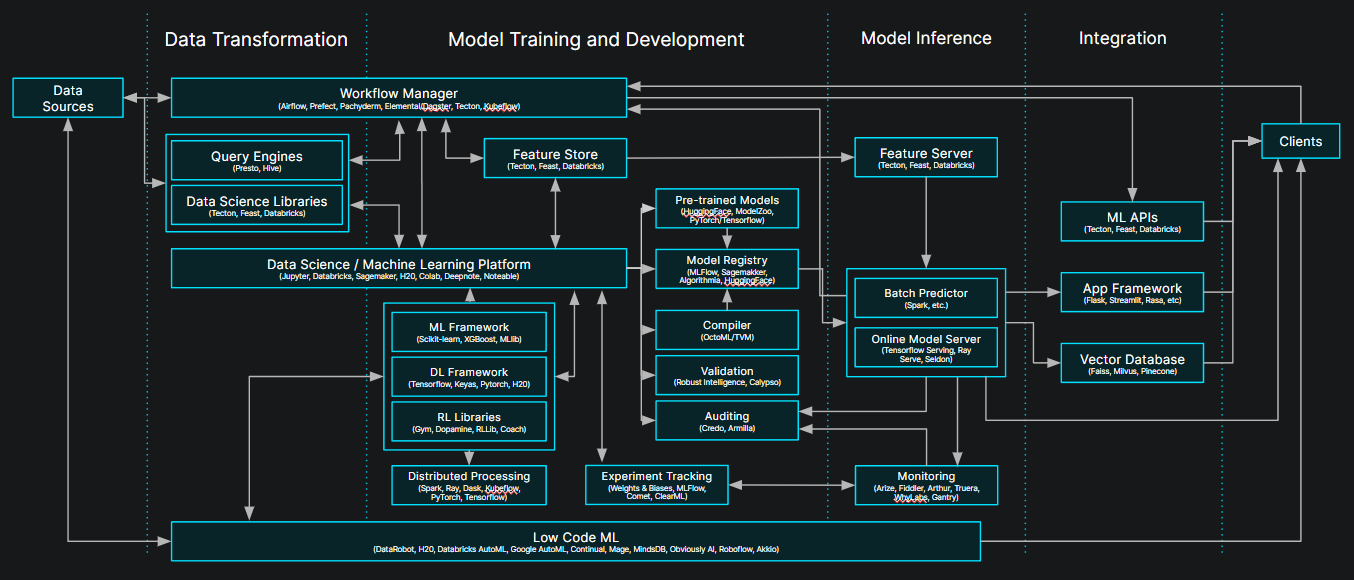 Data Transformation
Model Training and Development
Model Inference
Integration
Data
Sources
Workflow Manager
(Airflow, Prefect, Pachyderm, Elemental/Dagster, Tecton, Kubeflow)
Query Engines
(Presto, Hive)
Data Science Libraries
(Tecton, Feast, Databricks)
Feature Store
(Tecton, Feast, Databricks)
Feature Server
(Tecton, Feast, Databricks)
Clients
Pre-trained Models
(HuggingFace, ModelZoo,
PyTorch/Tensorflow)
ML APIs
(Tecton, Feast, Databricks)
Data Science / Machine Learning Platform
(Jupyter, Databricks, Sagemaker, H20, Colab, Deepnote, Noteable)
Model Registry
(MLFlow, Sagemakker,
Algorithmia, HuggingFace)
Batch Predictor
(Spark, etc.)
Online Model Server
(Tensorflow Serving, Ray
Serve, Seldon)
App Framework
(Flask, Streamlit, Rasa, etc)
Vector Database
(Faiss, Milvus, Pinecone)
ML Framework
(Scikit-learn, XGBoost, MLlib)
DL Framework
(Tensorflow, Keyas, Pytorch, H20)
RL Libraries
(Gym, Dopamine, RLLib, Coach)
Compiler
(OctoML/TVM)
Validation
(Robust Intelligence, Calypso)
Auditing
(Credo, Armilla)
Distributed Processing
(Spark, Ray, Dask, Kubeflow,
PyTorch, Tensorflow)
Experiment Tracking
(Weights & Biases, MLFlow,
Comet, ClearML)
Monitoring
(Arize, Fiddler, Arthur, Truera,
WhyLabs, Gantry)
Low Code ML
(DataRobot, H20, Databricks AutoML, Google AutoML, Continual, Mage, MindsDB, Obviously AI, Roboflow, Akkio)